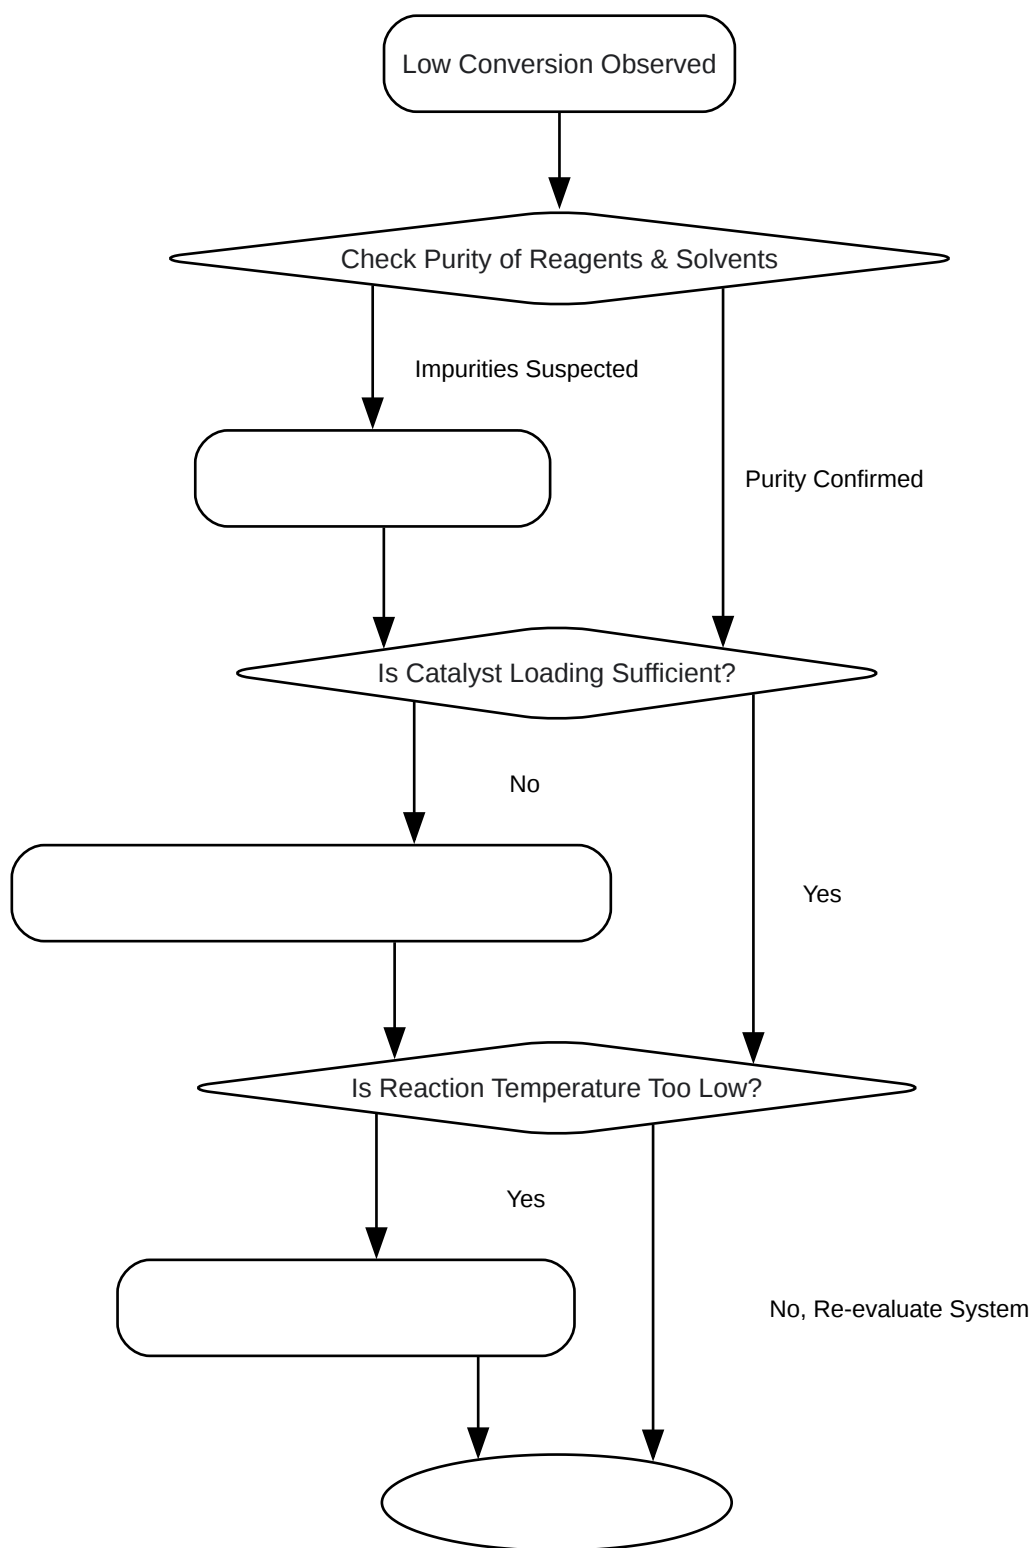 Low Conversion Observed
Check Purity of Reagents & Solvents
Impurities Suspected
Purity Confirmed
Is Catalyst Loading Sufficient?
No
Yes
Is Reaction Temperature Too Low?
Yes
No, Re-evaluate System